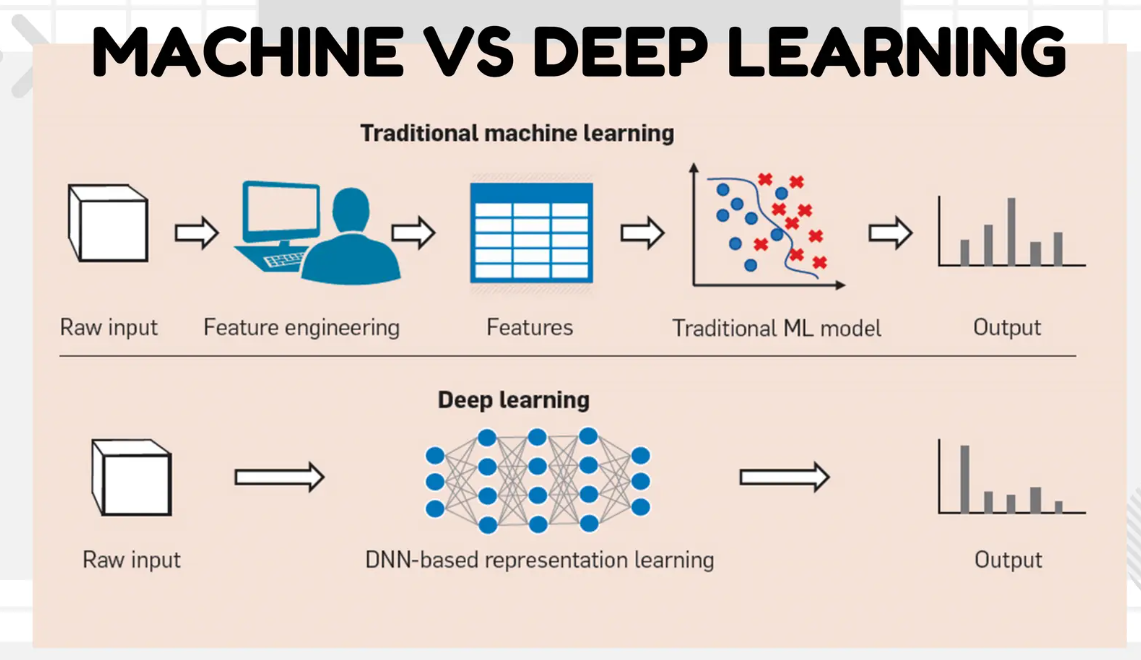 MACHINE VS DEEP LEARNING
Traditional machine learning
Raw input
Feature engineering
Features
Traditional ML model
Output
Deep learning
Raw input
DNN-based representation learning
Output